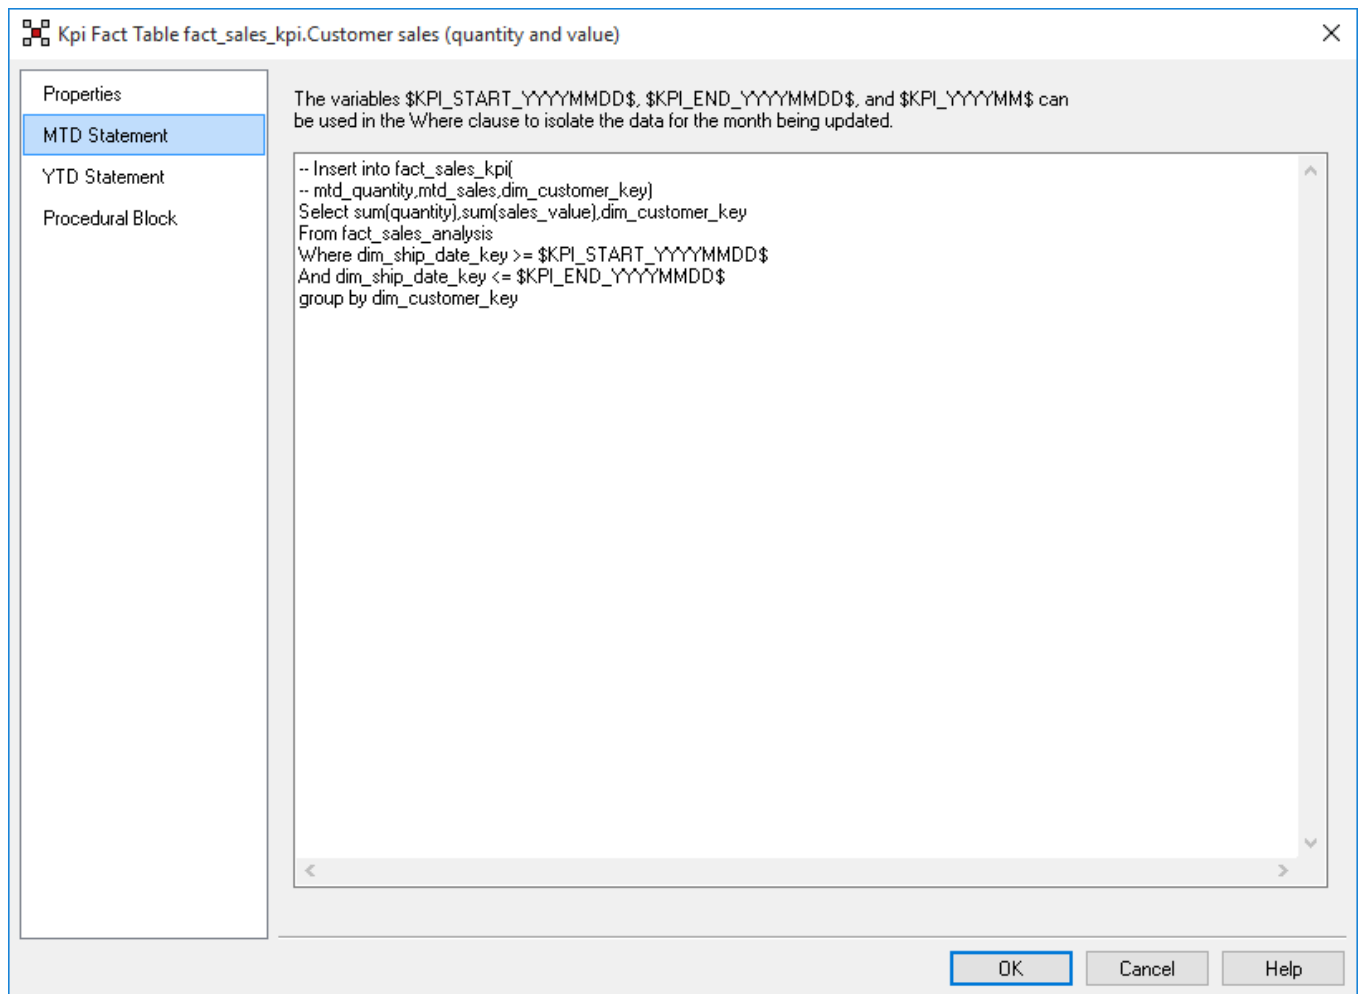 Kpi Fact Table fact_sales_kpi.Customer sales (quantity and value)
Properties
MTD Statement
YTD Statement
Procedural Block
The variables $KPI_START_YYYYMMDD$, $KPI_END_YYYYMMDD$, and $KPI_YYYYMM$ can
be used in the Where clause to isolate the data for the month being updated.
-- Insert into fact_sales_kpi(
-- mtd_quantity,mtd_sales,dim_customer_key)
Select sum(quantity),sum(sales_value),dim_customer_key
From fact_sales_analysis
Where dim_ship_date_key >= $KPI_START_YYYYMMDD$
And dim_ship_date_key <= $KPI_END_YYYYMMDD$
group by dim_customer_key
OK
Cancel
Help